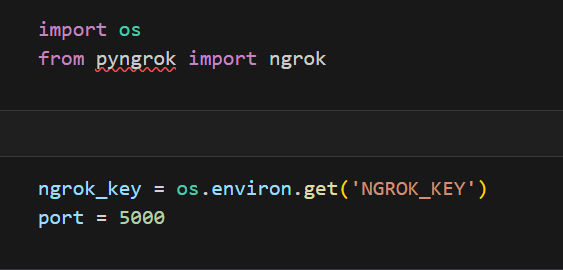 import os
from pyngrok import ngrok
ngrok_key = os.environ.get('NGROK_KEY')
port = 5000